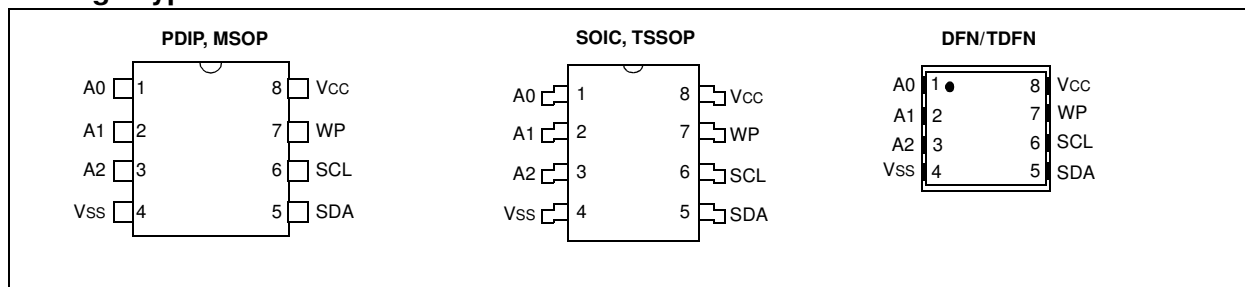 PDIP, MSOP
A0 1 8 VCC
A1 2 7 WP
A2 3 6 SCL
VSS 4 5 SDA
SOIC, TSSOP
A0 1 8 VCC
A1 2 7 WP
A2 3 6 SCL
VSS 4 5 SDA
DFN/TDFN
A0 1 8 VCC
A1 2 7 WP
A2 3 6 SCL
VSS 4 5 SDA